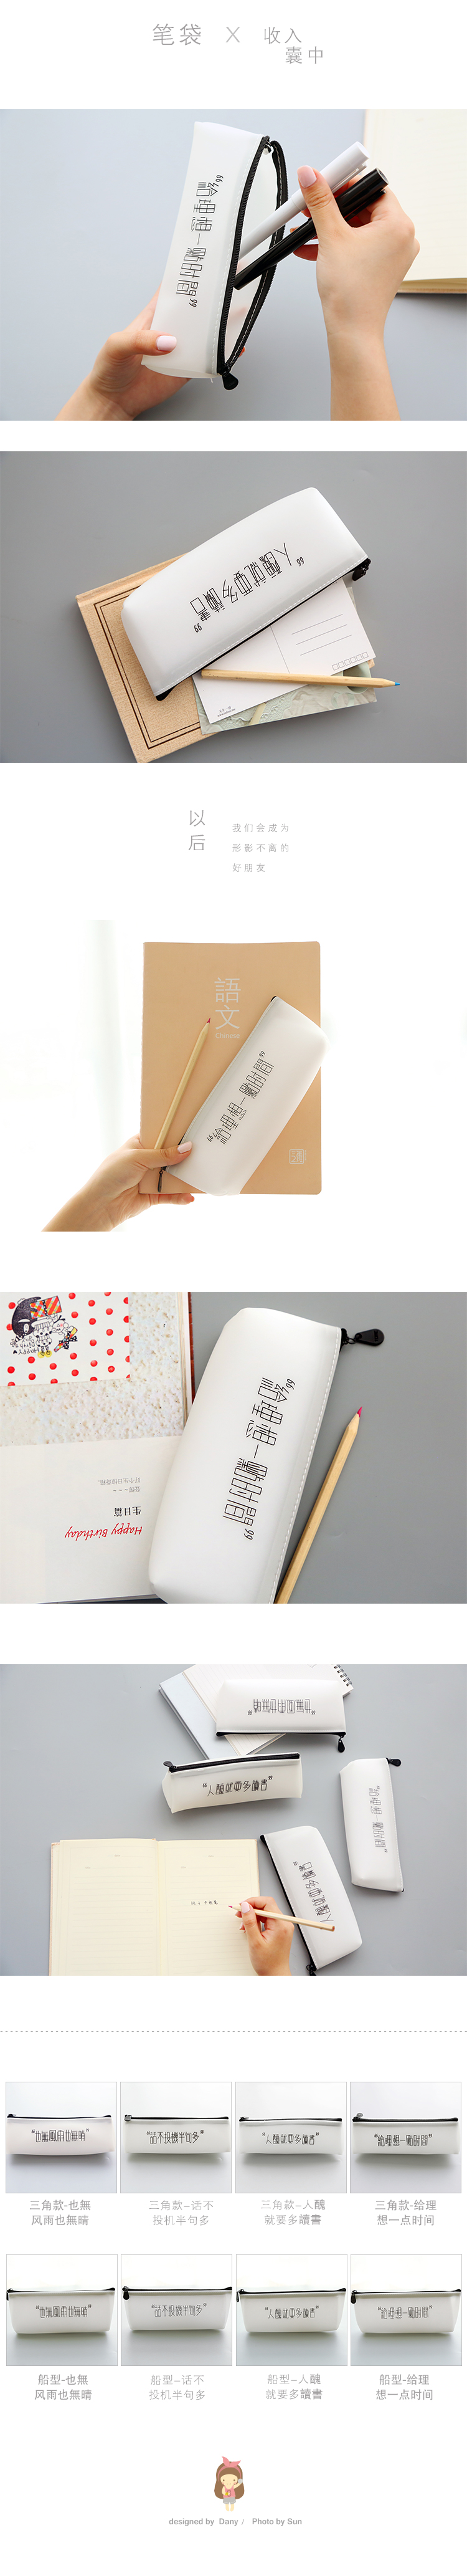 笔袋 X 收入
囊中
“給理想一點时間”
“人醜就要多讀書”
以
后
我们会成为
形影不离的
好朋友
語
文
Chinese
“給理想一點时間”
“給理想一點时間”
生日篇
Happy Birthday
“也無風雨也無晴”
“人醜就要多讀書”
“給理想一點时間”
“人醜就要多讀書”
“也無風雨也無晴”
“話不投機半句多”
“人醜就要多讀書”
“給理想一點时間”
三角款-也無
风雨也無晴
三角款–话不
投机半句多
三角款–人醜
就要多讀書
三角款-给理
想一点时间
“也無風雨也無晴”
“話不投機半句多”
“人醜就要多讀書”
“給理想一點时間”
船型-也無
风雨也無晴
船型–话不
投机半句多
船型–人醜
就要多讀書
船型-给理
想一点时间
designed by Dany / Photo by Sun